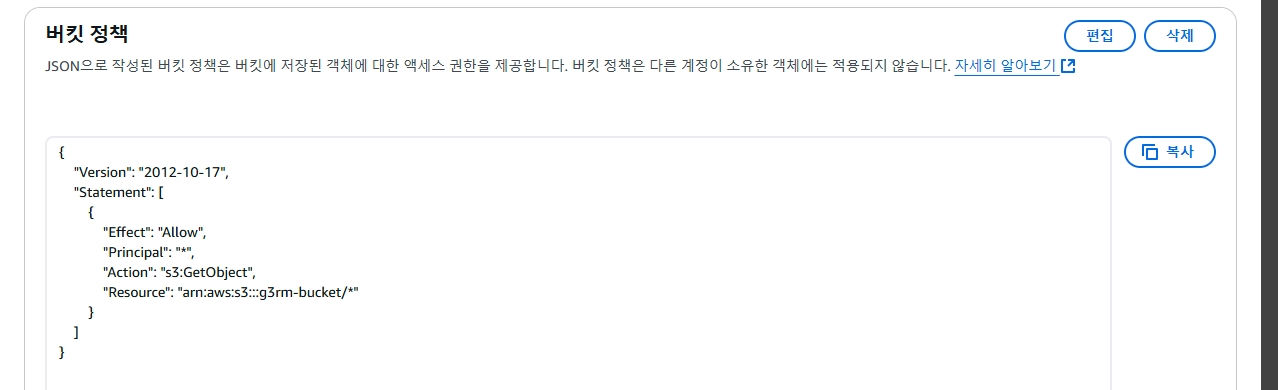 버킷 정책
편집
삭제
JSON으로 작성된 버킷 정책은 버킷에 저장된 객체에 대한 액세스 권한을 제공합니다. 버킷 정책은 다른 계정이 소유한 객체에는 적용되지 않습니다. 자세히 알아보기
복사
{
    "Version": "2012-10-17",
    "Statement": [
        {
            "Effect": "Allow",
            "Principal": "*",
            "Action": "s3:GetObject",
            "Resource": "arn:aws:s3:::g3rm-bucket/*"
        }
    ]
}